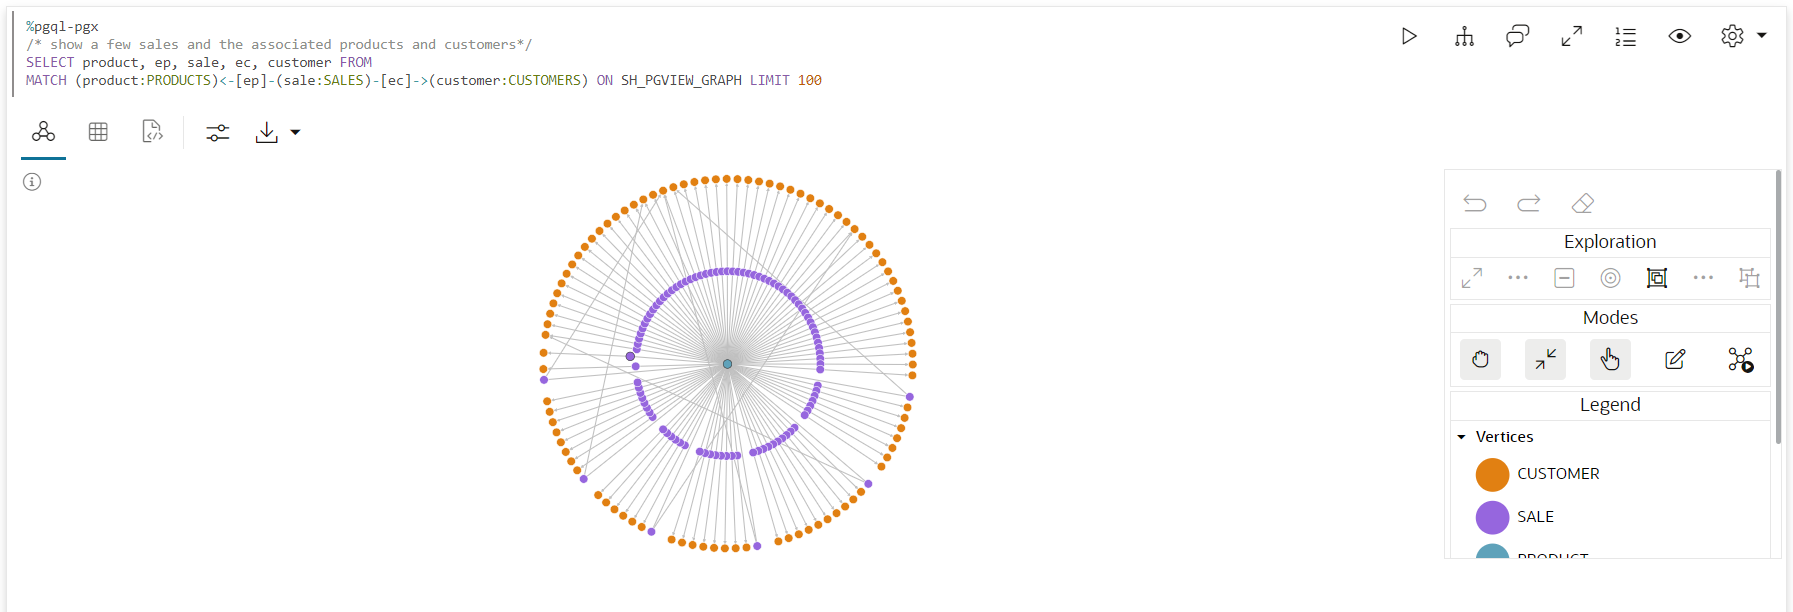 %pgql-pgx
/* show a few sales and the associated products and customers*/
SELECT product, ep, sale, ec, customer FROM
MATCH (product:PRODUCTS)<-[ep]-(sale:SALES)-[ec]->(customer:CUSTOMERS) ON SH_PGVIEW_GRAPH LIMIT 100
Exploration
Modes
Legend
Vertices
CUSTOMER
SALE
PRODUCT